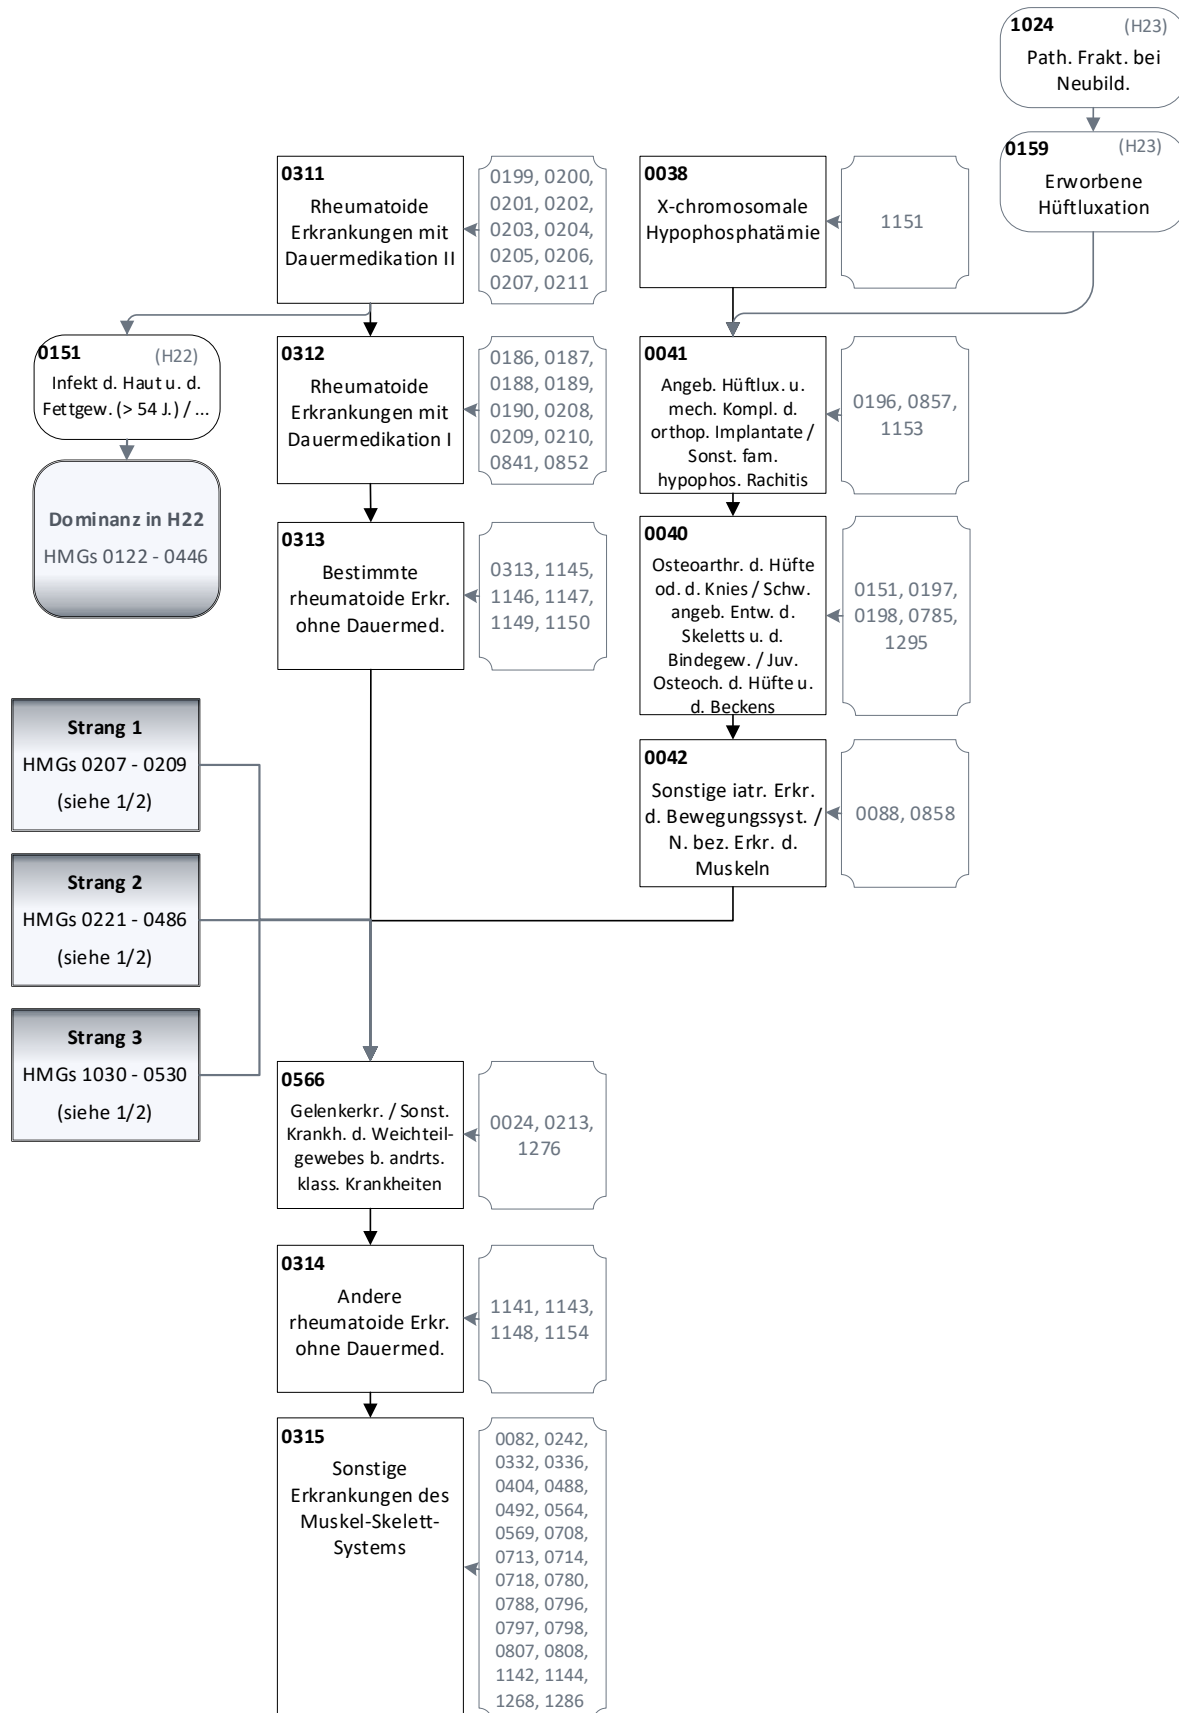 1024 (H23)
Path. Frakt. bei
Neubild.
0159 (H23)
Erworbene
Hüftluxation
0311
Rheumatoide
Erkrankungen mit
Dauermedikation II
0199, 0200,
0201, 0202,
0203, 0204,
0205, 0206,
0207, 0211
0038
X-chromosomale
Hypophosphatämie
1151
0151 (H22)
Infekt d. Haut u. d.
Fettgew. (> 54 J.) / ...
Dominanz in H22
HMGs 0122 - 0446
0312
Rheumatoide
Erkrankungen mit
Dauermedikation I
0186, 0187,
0188, 0189,
0190, 0208,
0209, 0210,
0841, 0852
0041
Angeb. Hüftlux. u.
mech. Kompl. d.
orthop. Implantate /
Sonst. fam.
hypophos. Rachitis
0196, 0857,
1153
0313
Bestimmte
rheumatoide Erkr.
ohne Dauermed.
0313, 1145,
1146, 1147,
1149, 1150
0040
Osteoarthr. d. Hüfte
od. d. Knies / Schw.
angeb. Entw. d.
Skeletts u. d.
Bindegew. / Juv.
Osteoch. d. Hüfte u.
d. Beckens
0151, 0197,
0198, 0785,
1295
Strang 1
HMGs 0207 - 0209
(siehe 1/2)
0042
Sonstige iatr. Erkr.
d. Bewegungssyst. /
N. bez. Erkr. d.
Muskeln
0088, 0858
Strang 2
HMGs 0221 - 0486
(siehe 1/2)
Strang 3
HMGs 1030 - 0530
(siehe 1/2)
0566
Gelenkerkr. / Sonst.
Krankh. d. Weichteil-
gewebes b. andrts.
klass. Krankheiten
0024, 0213,
1276
0314
Andere
rheumatoide Erkr.
ohne Dauermed.
1141, 1143,
1148, 1154
0315
Sonstige
Erkrankungen des
Muskel-Skelett-
Systems
0082, 0242,
0332, 0336,
0404, 0488,
0492, 0564,
0569, 0708,
0713, 0714,
0718, 0780,
0788, 0796,
0797, 0798,
0807, 0808,
1142, 1144,
1268, 1286